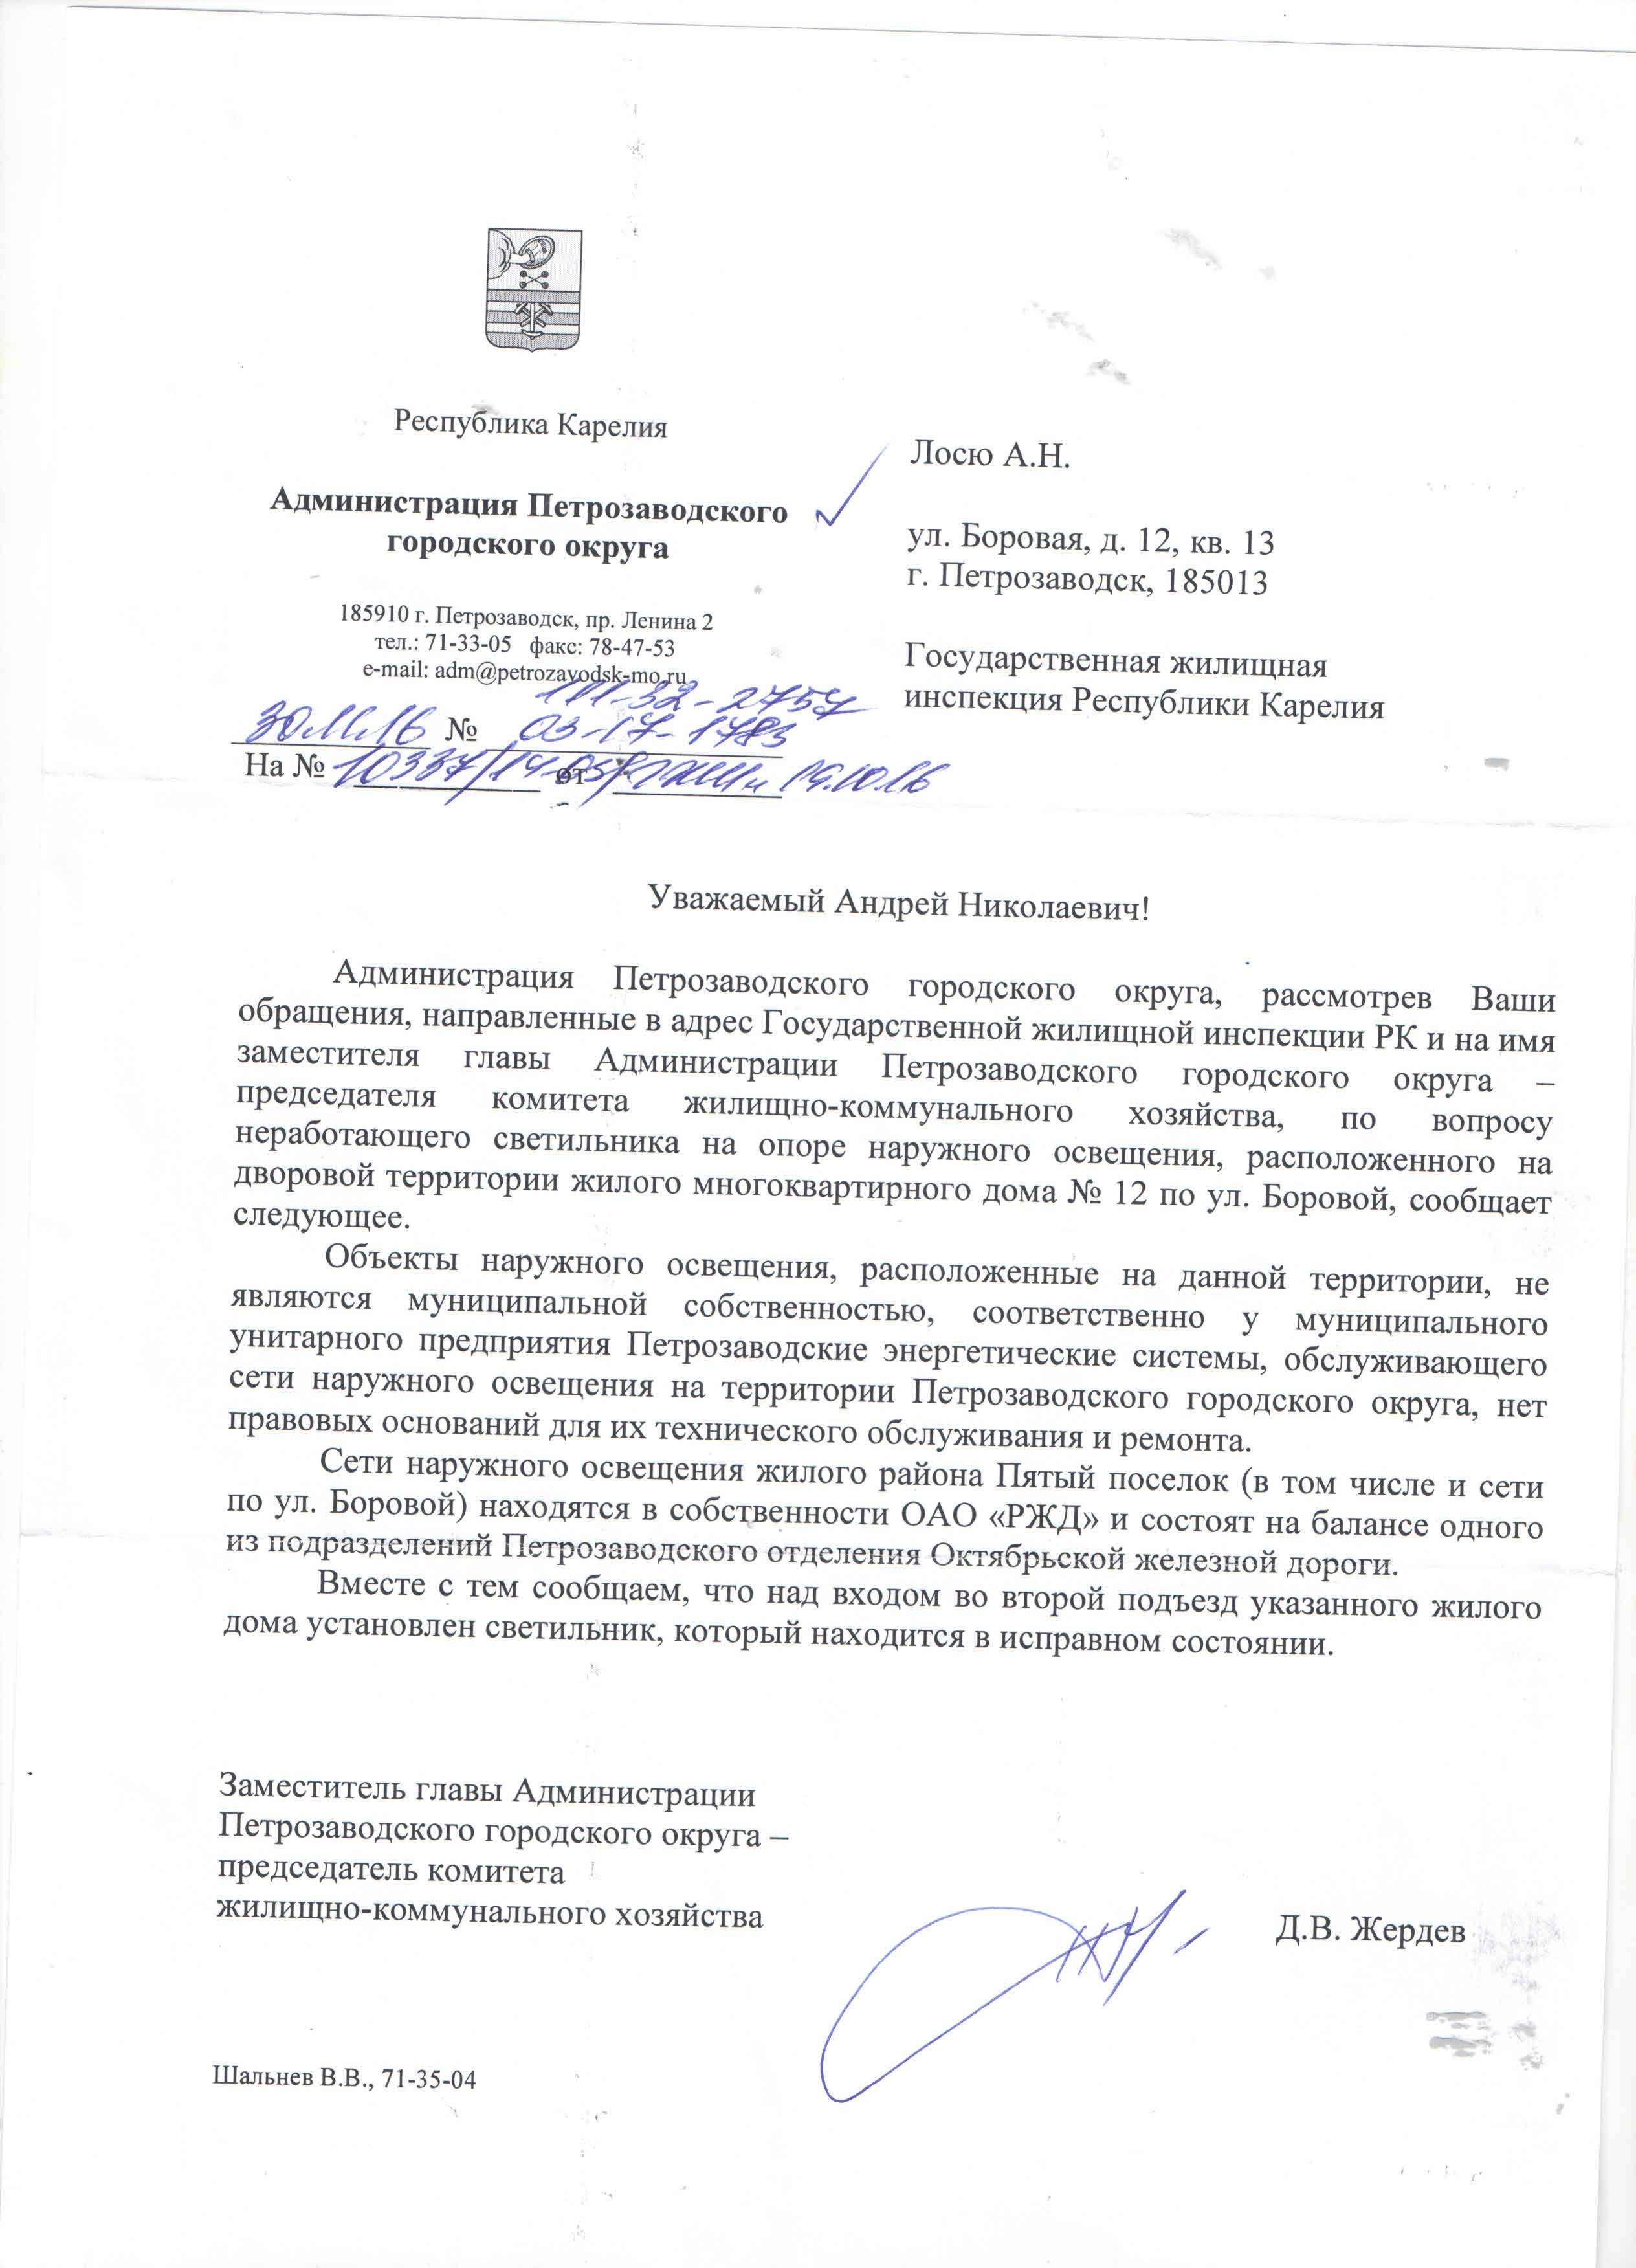 Республика Карелия
Администрация Петрозаводского
городского округа
185910 г. Петрозаводск, пр. Ленина 2
тел.: 71-33-05 факс: 78-47-53
e-mail: adm@petrozavodsk-mo.ru
111-32-2757
30.11.16 № 03-17-1783
На № 10337/14-03/ от 19.10.16
Лосю А.Н.
ул. Боровая, д. 12, кв. 13
г. Петрозаводск, 185013
Государственная жилищная
инспекция Республики Карелия
Уважаемый Андрей Николаевич!
Администрация Петрозаводского городского округа, рассмотрев Ваши
обращения, направленные в адрес Государственной жилищной инспекции РК и на имя
заместителя главы Администрации Петрозаводского городского округа –
председателя комитета жилищно-коммунального хозяйства, по вопросу
неработающего светильника на опоре наружного освещения, расположенного на
дворовой территории жилого многоквартирного дома № 12 по ул. Боровой, сообщает
следующее.
Объекты наружного освещения, расположенные на данной территории, не
являются муниципальной собственностью, соответственно у муниципального
унитарного предприятия Петрозаводские энергетические системы, обслуживающего
сети наружного освещения на территории Петрозаводского городского округа, нет
правовых оснований для их технического обслуживания и ремонта.
Сети наружного освещения жилого района Пятый поселок (в том числе и сети
по ул. Боровой) находятся в собственности ОАО «РЖД» и состоят на балансе одного
из подразделений Петрозаводского отделения Октябрьской железной дороги.
Вместе с тем сообщаем, что над входом во второй подъезд указанного жилого
дома установлен светильник, который находится в исправном состоянии.
Заместитель главы Администрации
Петрозаводского городского округа –
председатель комитета
жилищно-коммунального хозяйства
Д.В. Жердев
Шальнев В.В., 71-35-04